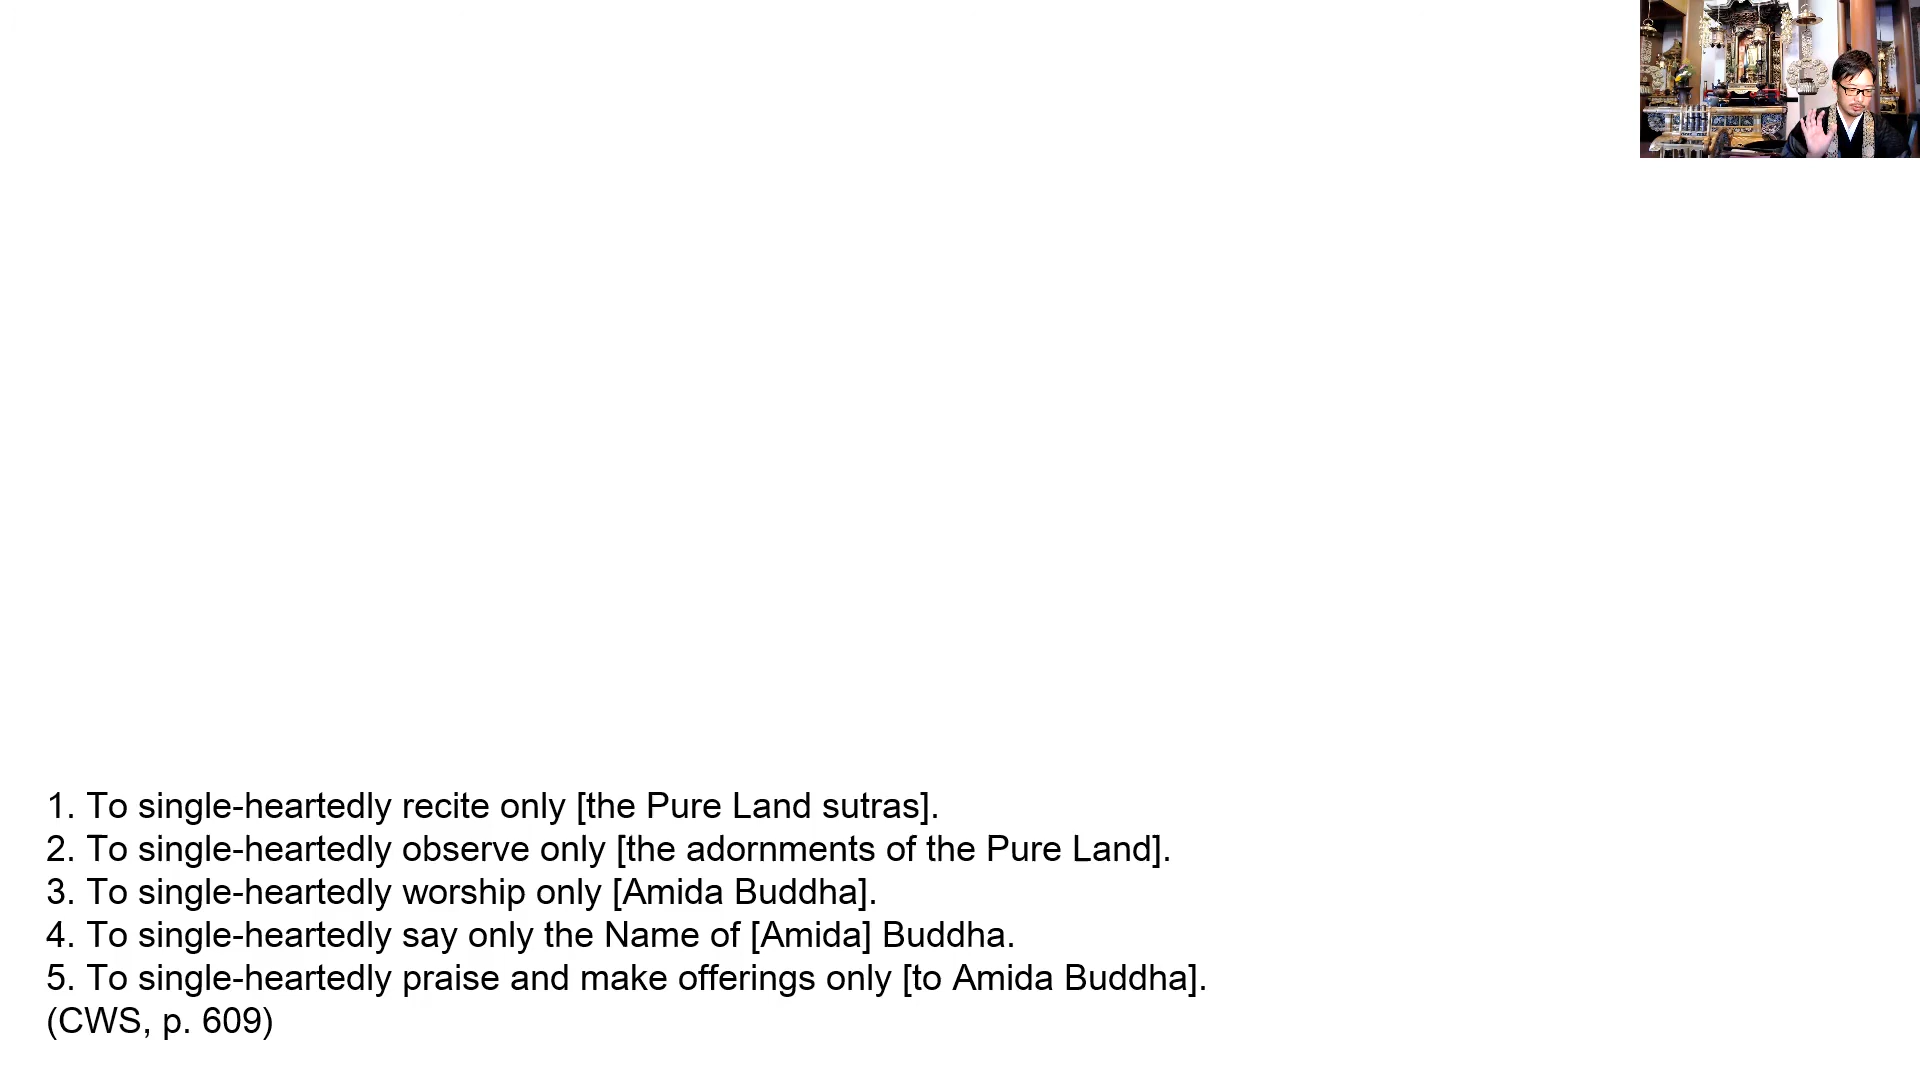 1. To single-heartedly recite only [the Pure Land sutras].
2. To single-heartedly observe only [the adornments of the Pure Land].
3. To single-heartedly worship only [Amida Buddha].
4. To single-heartedly say only the Name of [Amida] Buddha.
5. To single-heartedly praise and make offerings only [to Amida Buddha].
(CWS, p. 609)